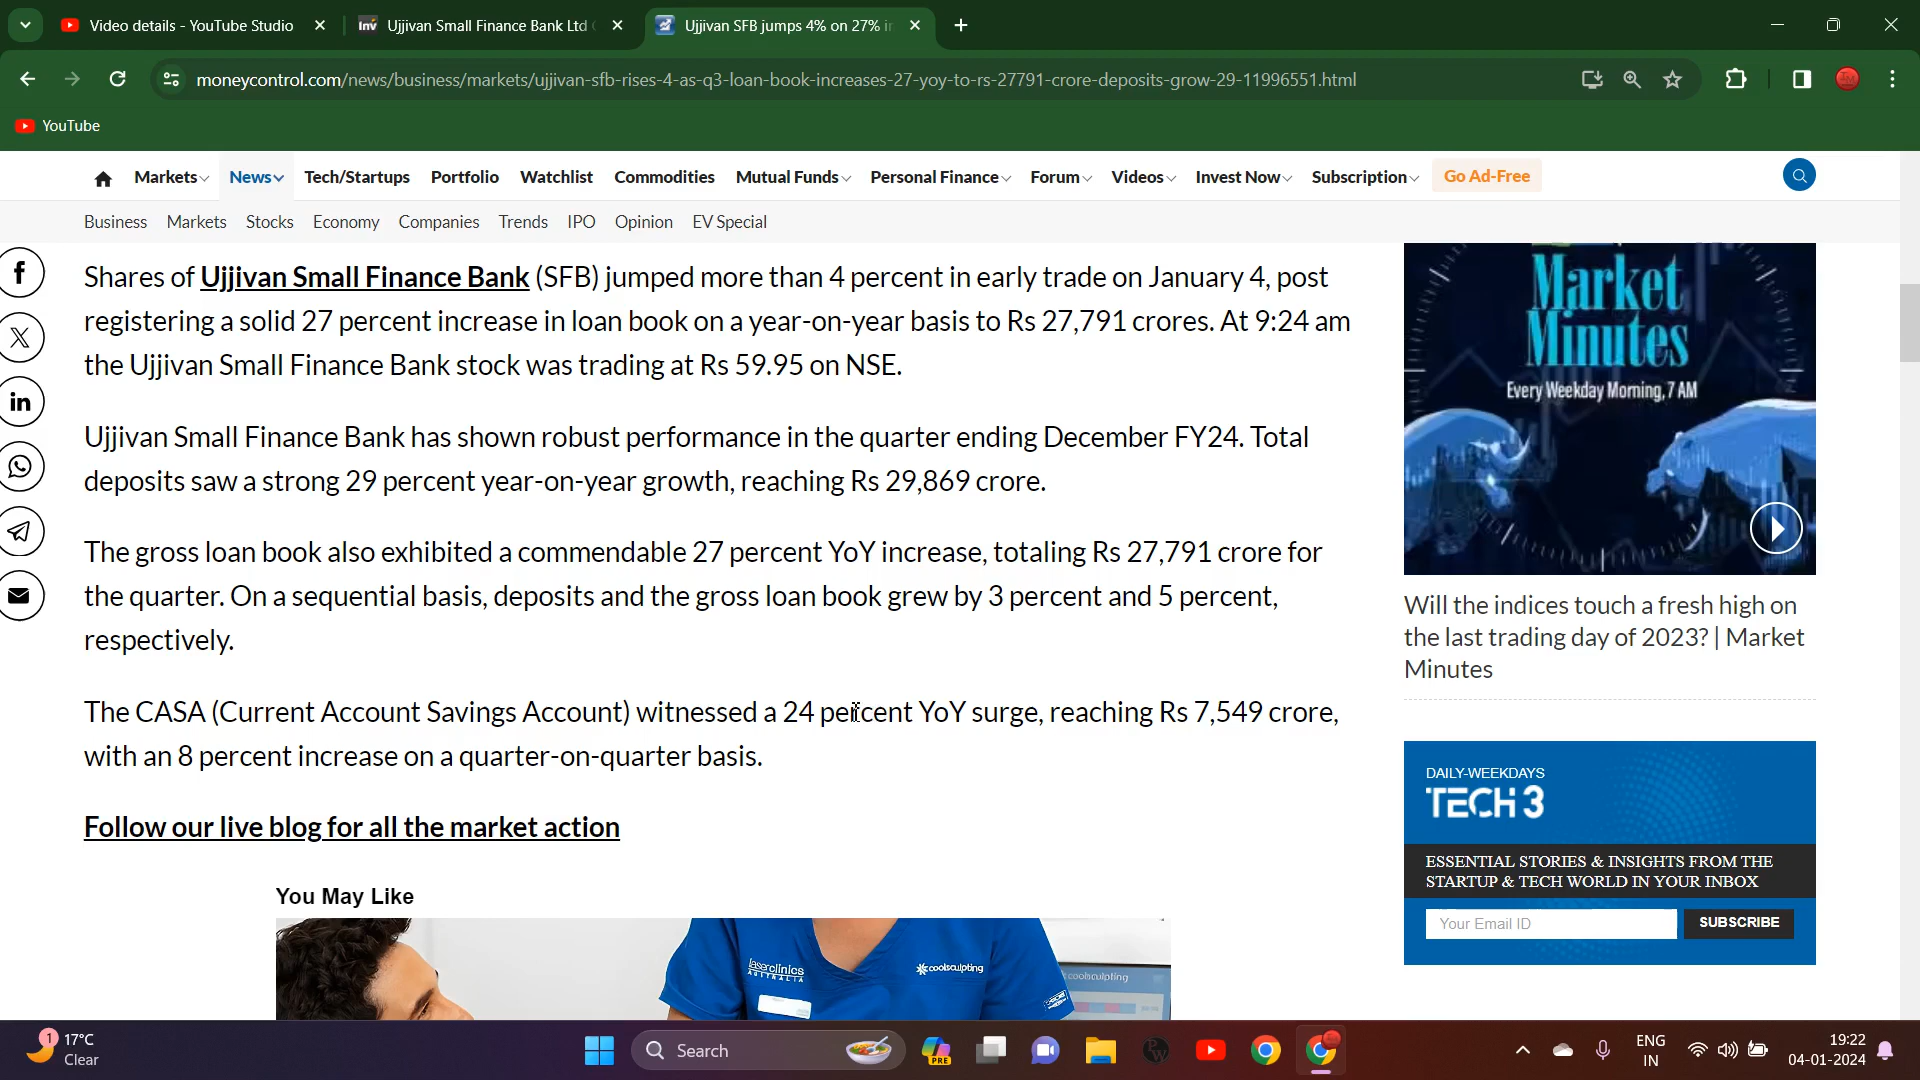 Video details - YouTube Studio
Inv Ujjivan Small Finance Bank Ltd
Ujjivan SFB jumps 4% on 27%
moneycontrol.com/news/business/markets/ujjivan-sfb-rises-4-as-q3-loan-book-increases-27-yoy-to-rs-27791-crore-deposits-grow-29-11996551.html
YouTube
Markets News Tech/Startups Portfolio Watchlist Commodities Mutual Funds Personal Finance Forum Videos Invest Now Subscription Go Ad-Free
Business Markets Stocks Economy Companies Trends IPO Opinion EV Special
Shares of Ujjivan Small Finance Bank (SFB) jumped more than 4 percent in early trade on January 4, post
registering a solid 27 percent increase in loan book on a year-on-year basis to Rs 27,791 crores. At 9:24 am
the Ujjivan Small Finance Bank stock was trading at Rs 59.95 on NSE.
Ujjivan Small Finance Bank has shown robust performance in the quarter ending December FY24. Total
deposits saw a strong 29 percent year-on-year growth, reaching Rs 29,869 crore.
The gross loan book also exhibited a commendable 27 percent YoY increase, totaling Rs 27,791 crore for
the quarter. On a sequential basis, deposits and the gross loan book grew by 3 percent and 5 percent,
respectively.
The CASA (Current Account Savings Account) witnessed a 24 percent YoY surge, reaching Rs 7,549 crore,
with an 8 percent increase on a quarter-on-quarter basis.
Follow our live blog for all the market action
You May Like
laserclinics
AUSTRALIA
coolsculpting
coolsculpting
Market
Minutes
Every Weekday Morning, 7 AM
Will the indices touch a fresh high on
the last trading day of 2023? | Market
Minutes
DAILY-WEEKDAYS
TECH 3
ESSENTIAL STORIES & INSIGHTS FROM THE
STARTUP & TECH WORLD IN YOUR INBOX
Your Email ID
SUBSCRIBE
1
17°C
Clear
Search
PRE
ENG
IN
19:22
04-01-2024